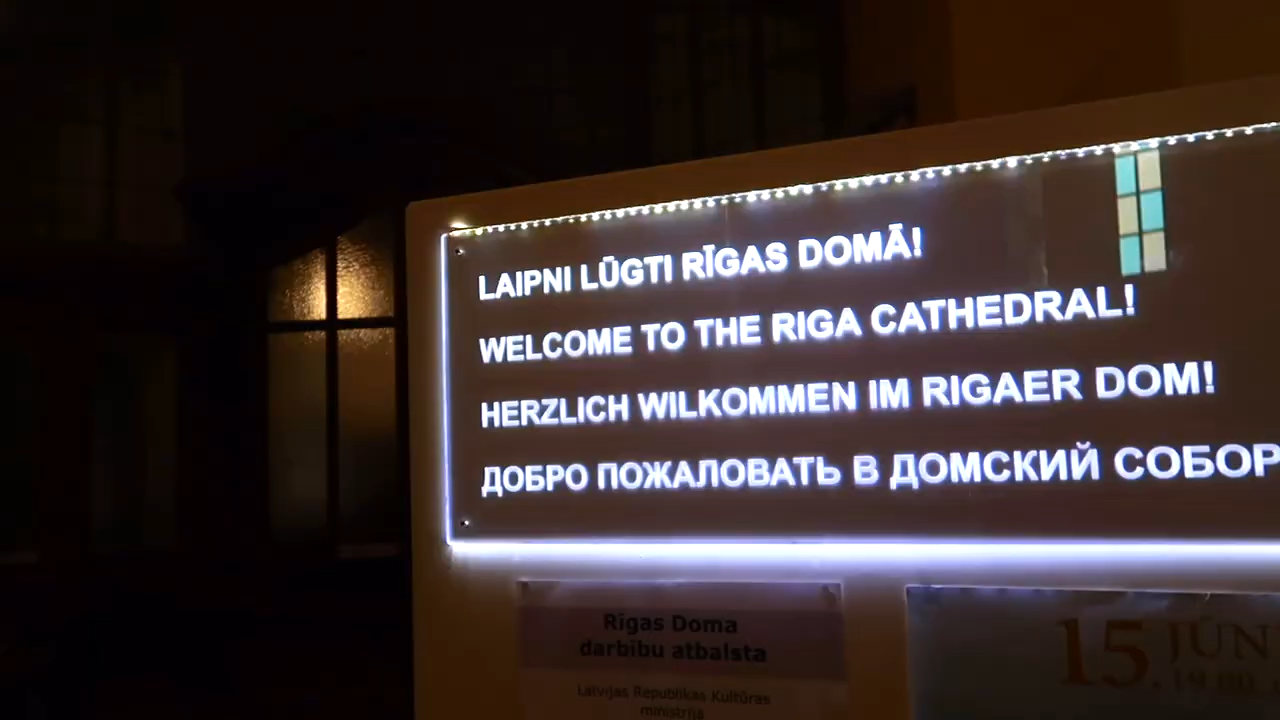 LAIPNI LŪGTI RĪGAS DOMĀ!
WELCOME TO THE RIGA CATHEDRAL!
HERZLICH WILKOMMEN IM RIGAER DOM!
ДОБРО ПОЖАЛОВАТЬ В ДОМСКИЙ СОБОР
Rīgas Doma
darbību atbalsta
Latvijas Republikas Kultūras
ministrija
15. JŪN